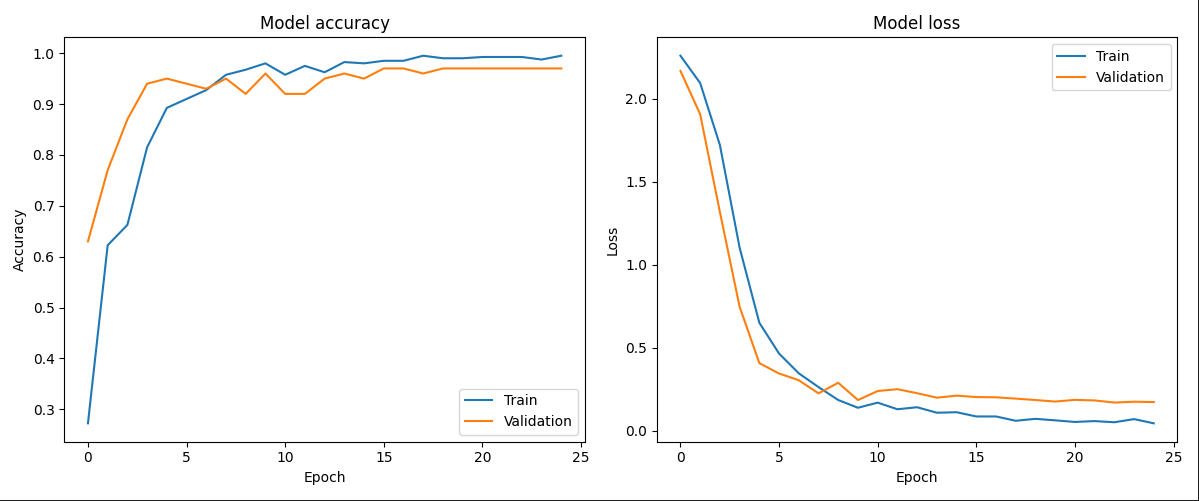 Model accuracy
1.0
0.9
0.8
0.7
0.6
0.5
0.4
0.3
Accuracy
0 5 10 15 20 25
Epoch
Train
Validation
Model loss
2.0
1.5
1.0
0.5
0.0
Loss
0 5 10 15 20 25
Epoch
Train
Validation